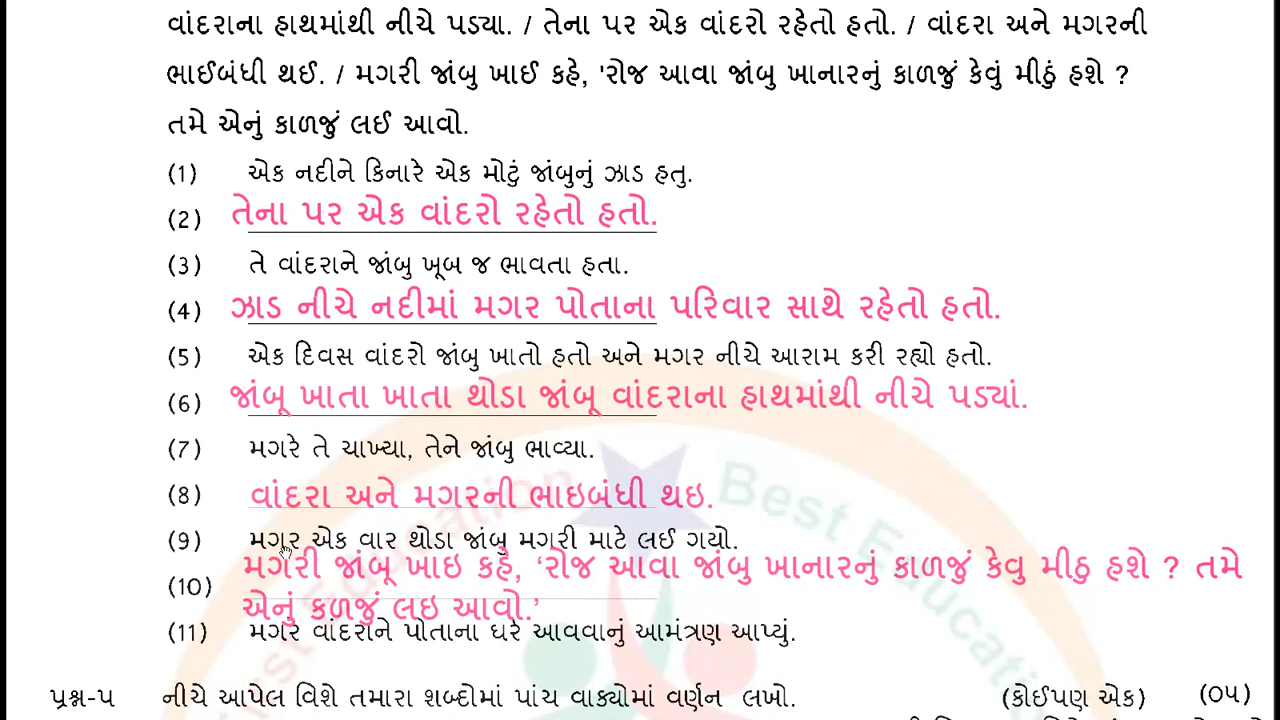 વાંદરાના હાથમાંથી નીચે પડ્યા. / તેના પર એક વાંદરો રહેતો હતો. / વાંદરા અને મગરની
ભાઈબંધી થઈ. / મગરી જાંબુ ખાઈ કહે, 'રોજ આવા જાંબુ ખાનારનું કાળજું કેવું મીઠું હશે ?
તમે એનું કાળજું લઈ આવો.
(1) એક નદીને કિનારે એક મોટું જાંબુનું ઝાડ હતુ.
(2) તેના પર એક વાંદરો રહેતો હતો.
(3) તે વાંદરાને જાંબુ ખૂબ જ ભાવતા હતા.
(4) ઝાડ નીચે નદીમાં મગર પોતાના પરિવાર સાથે રહેતો હતો.
(5) એક દિવસ વાંદરો જાંબુ ખાતો હતો અને મગર નીચે આરામ કરી રહ્યો હતો.
(6) જાંબૂ ખાતા ખાતા થોડા જાંબૂ વાંદરાના હાથમાંથી નીચે પડ્યાં.
(7) મગરે તે ચાખ્યા, તેને જાંબુ ભાવ્યા.
(8) વાંદરા અને મગરની ભાઇબંધી થઇ.
(9) મગર એક વાર થોડા જાંબુ મગરી માટે લઈ ગયો.
(10) મગરી જાંબૂ ખાઇ કહે, ‘રોજ આવા જાંબુ ખાનારનું કાળજું કેવુ મીઠુ હશે ? તમે
એનું કળજું લઇ આવો.’
(11) મગરે વાંદરાને પોતાના ઘરે આવવાનું આમંત્રણ આપ્યું.
પ્રશ્ન-૫ નીચે આપેલ વિશે તમારા શબ્દોમાં પાંચ વાક્યોમાં વર્ણન લખો. (કોઈપણ એક) (૦૫)
First Education Best Education